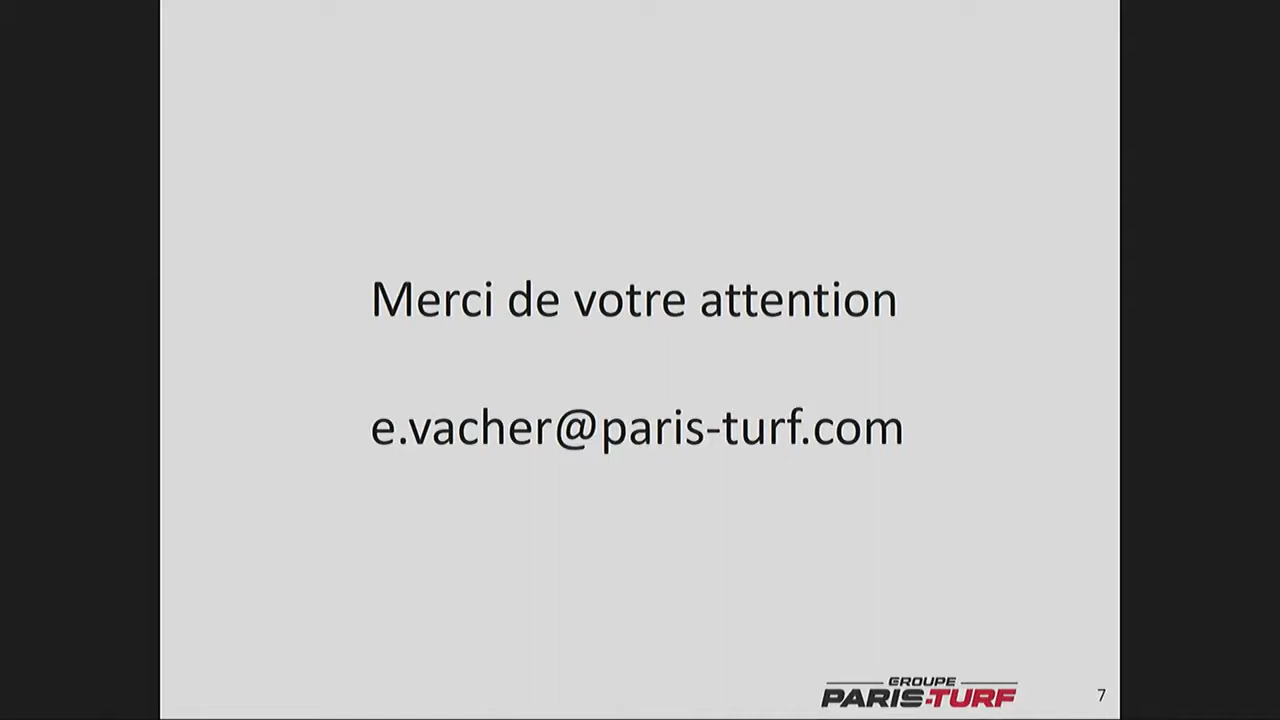 Merci de votre attention
e.vacher@paris-turf.com
GROUPE
PARIS-TURF
7